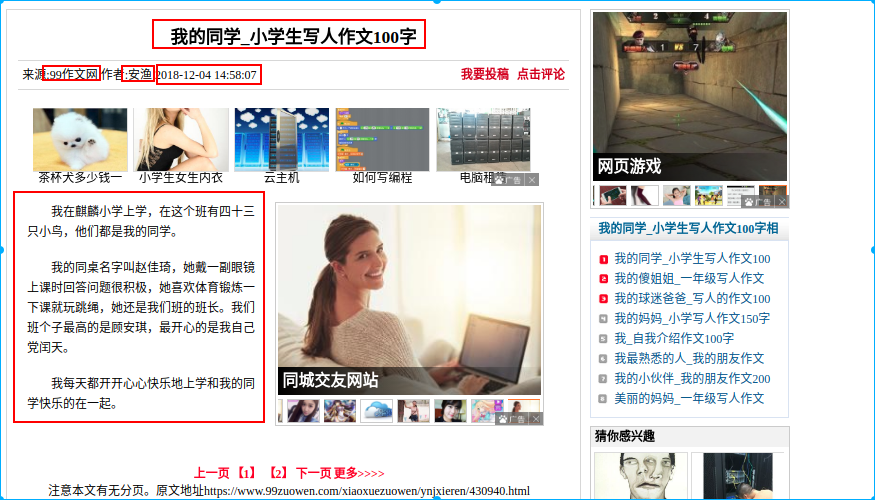 我的同学_小学生写人作文100字
来源:99作文网 作者:安渔 2018-12-04 14:58:07 我要投稿 点击评论
茶杯犬多少钱一 小学生女生内衣 云主机 如何写编程 电脑租赁
广告
我在麒麟小学上学，在这个班有四十三
只小鸟，他们都是我的同学。
我的同桌名字叫赵佳琦，她戴一副眼镜
上课时回答问题很积极，她喜欢体育锻炼一
下课就玩跳绳，她还是我们班的班长。我们
班个子最高的是顾安琪，最开心的是我自己
党闰天。
我每天都开开心心快乐地上学和我的同
学快乐的在一起。
同城交友网站
广告
上一页 【1】 【2】 下一页 更多>>>>
注意本文有无分页。原文地址https://www.99zuowen.com/xiaoxuezuowen/ynjxieren/430940.html
1 V 7
网页游戏
广告
我的同学_小学生写人作文100字相
1 我的同学_小学生写人作文100
2 我的傻姐姐_一年级写人作文
3 我的球迷爸爸_写人的作文100
4 我的妈妈_小学写人作文150字
5 我_自我介绍作文100字
6 我最熟悉的人_我的朋友作文
7 我的小伙伴_我的朋友作文200
8 美丽的妈妈_一年级写人作文
猜你感兴趣